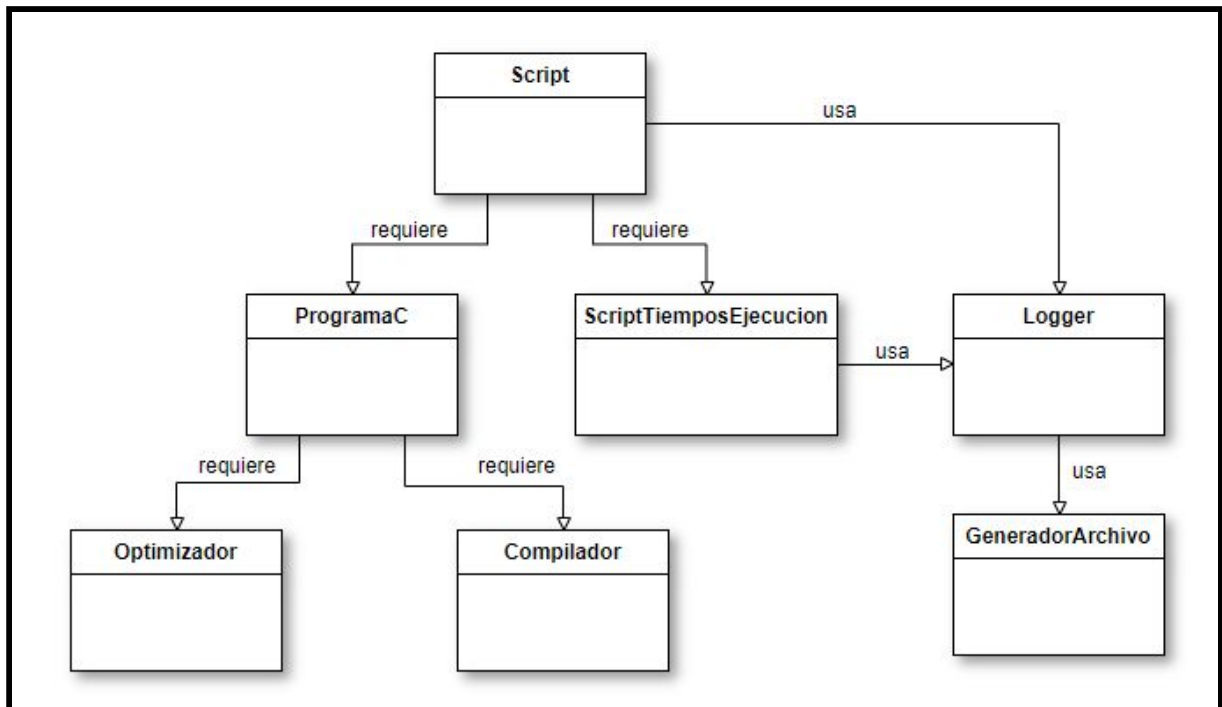 Script
usa
requiere
requiere
ProgramaC
ScriptTiemposEjecucion
Logger
usa
requiere
requiere
usa
Optimizador
Compilador
GeneradorArchivo